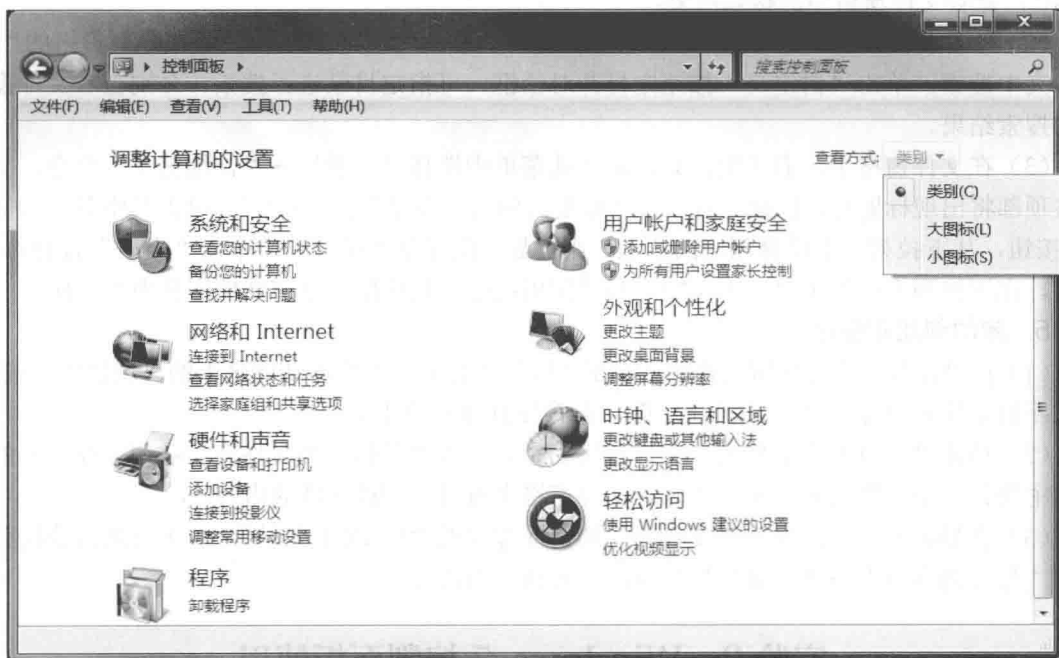 控制面板
搜索控制面板
文件(F) 编辑(E) 查看(V) 工具(T) 帮助(H)
调整计算机的设置
查看方式: 类别
类别(C)
大图标(L)
小图标(S)
系统和安全
查看您的计算机状态
备份您的计算机
查找并解决问题
网络和 Internet
连接到 Internet
查看网络状态和任务
选择家庭组和共享选项
硬件和声音
查看设备和打印机
添加设备
连接到投影仪
调整常用移动设置
程序
卸载程序
用户帐户和家庭安全
添加或删除用户帐户
为所有用户设置家长控制
外观和个性化
更改主题
更改桌面背景
调整屏幕分辨率
时钟、语言和区域
更改键盘或其他输入法
更改显示语言
轻松访问
使用 Windows 建议的设置
优化视频显示